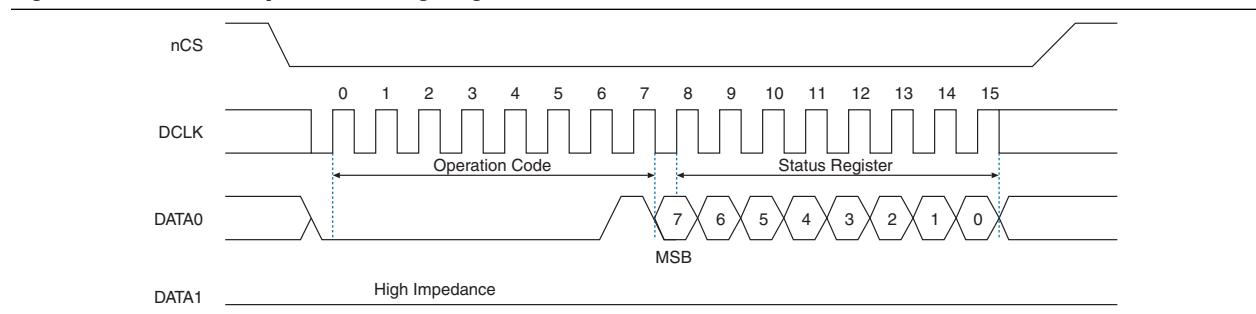 nCS
0 1 2 3 4 5 6 7 8 9 10 11 12 13 14 15
DCLK
Operation Code Status Register
DATA0 7 6 5 4 3 2 1 0
MSB
High Impedance
DATA1